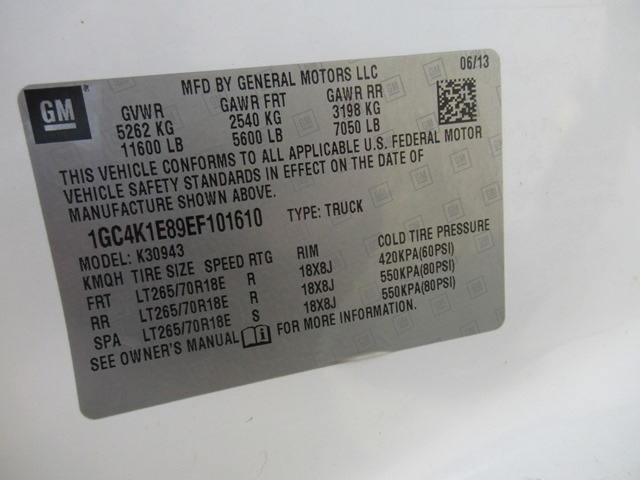 GM ®
MFD BY GENERAL MOTORS LLC 06/13
GVWR GAWR FRT GAWR RR
5262 KG 2540 KG 3198 KG
11600 LB 5600 LB 7050 LB
THIS VEHICLE CONFORMS TO ALL APPLICABLE U.S. FEDERAL MOTOR
VEHICLE SAFETY STANDARDS IN EFFECT ON THE DATE OF
MANUFACTURE SHOWN ABOVE.
1GC4K1E89EF101610 TYPE: TRUCK
MODEL: K30943
KMQH TIRE SIZE SPEED RTG RIM COLD TIRE PRESSURE
FRT LT265/70R18E R 18X8J 420KPA(60PSI)
RR LT265/70R18E R 18X8J 550KPA(80PSI)
SPA LT265/70R18E S 18X8J 550KPA(80PSI)
SEE OWNER'S MANUAL i FOR MORE INFORMATION.